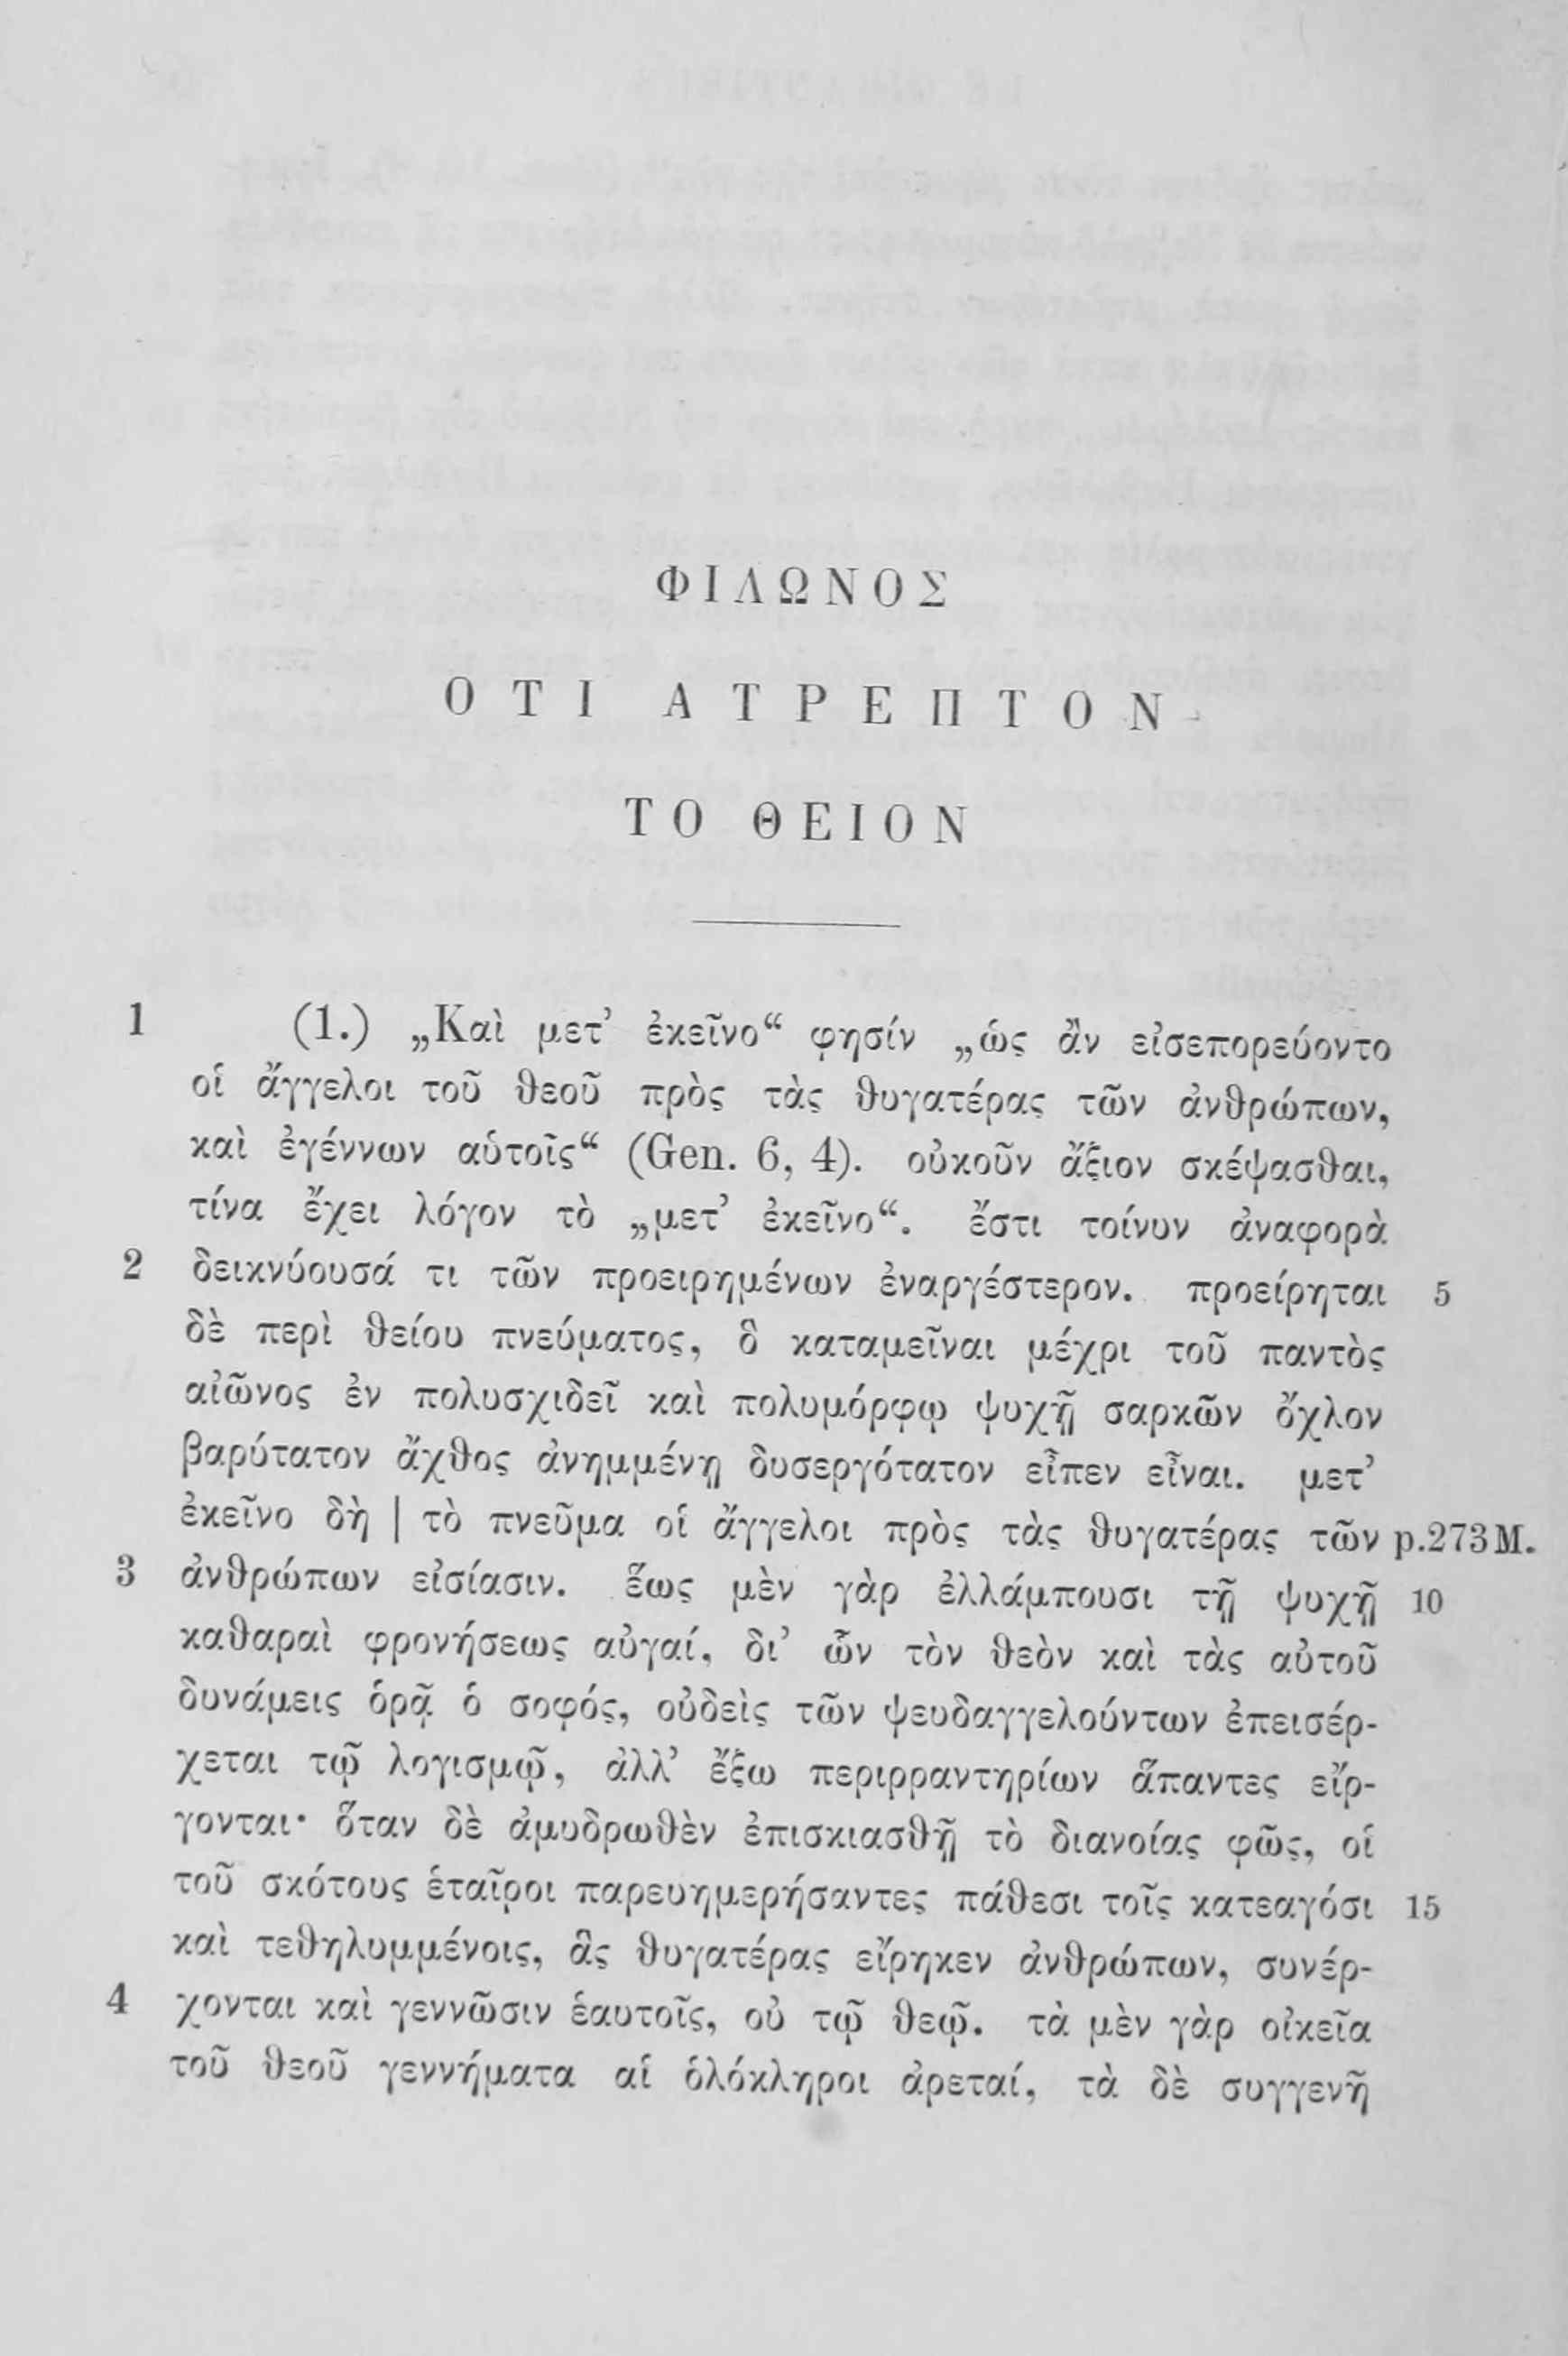 ΦΙΛΩΝΟΣ
ΟΤΙ ΑΤΡΕΠΤΟΝ
ΤΟ ΘΕΙΟΝ
1 (1.) „Καὶ μετ’ ἐκεῖνο“ φησίν „ὡς ἂν εἰσεπορεύοντο
οἱ ἄγγελοι τοῦ θεοῦ πρὸς τὰς θυγατέρας τῶν ἀνθρώπων,
καὶ ἐγέννων αὑτοῖς“ (Gen. 6, 4). οὐκοῦν ἄξιον σκέψασθαι,
τίνα ἔχει λόγον τὸ „μετ’ ἐκεῖνο“. ἔστι τοίνυν ἀναφορὰ
2 δεικνύουσά τι τῶν προειρημένων ἐναργέστερον. προείρηται 5
δὲ περὶ θείου πνεύματος, ὃ καταμεῖναι μέχρι τοῦ παντὸς
αἰῶνος ἐν πολυσχιδεῖ καὶ πολυμόρφῳ ψυχῇ σαρκῶν ὄχλον
βαρύτατον ἄχθος ἀνημμένῃ δυσεργότατον εἶπεν εἶναι. μετ’
ἐκεῖνο δὴ | τὸ πνεῦμα οἱ ἄγγελοι πρὸς τὰς θυγατέρας τῶν p.273 M.
3 ἀνθρώπων εἰσίασιν. ἕως μὲν γὰρ ἐλλάμπουσι τῇ ψυχῇ 10
καθαραὶ φρονήσεως αὐγαί, δι’ ὧν τὸν θεὸν καὶ τὰς αὐτοῦ
δυνάμεις ὁρᾷ ὁ σοφός, οὐδεὶς τῶν ψευδαγγελούντων ἐπεισέρ-
χεται τῷ λογισμῷ, ἀλλ’ ἔξω περιρραντηρίων ἅπαντες εἴρ-
γονται· ὅταν δὲ ἀμυδρωθὲν ἐπισκιασθῇ τὸ διανοίας φῶς, οἱ
τοῦ σκότους ἑταῖροι παρευημερήσαντες πάθεσι τοῖς κατεαγόσι 15
καὶ τεθηλυμμένοις, ἃς θυγατέρας εἴρηκεν ἀνθρώπων, συνέρ-
4 χονται καὶ γεννῶσιν ἑαυτοῖς, οὐ τῷ θεῷ. τὰ μὲν γὰρ οἰκεῖα
τοῦ θεοῦ γεννήματα αἱ ὁλόκληροι ἀρεταί, τὰ δὲ συγγενῆ